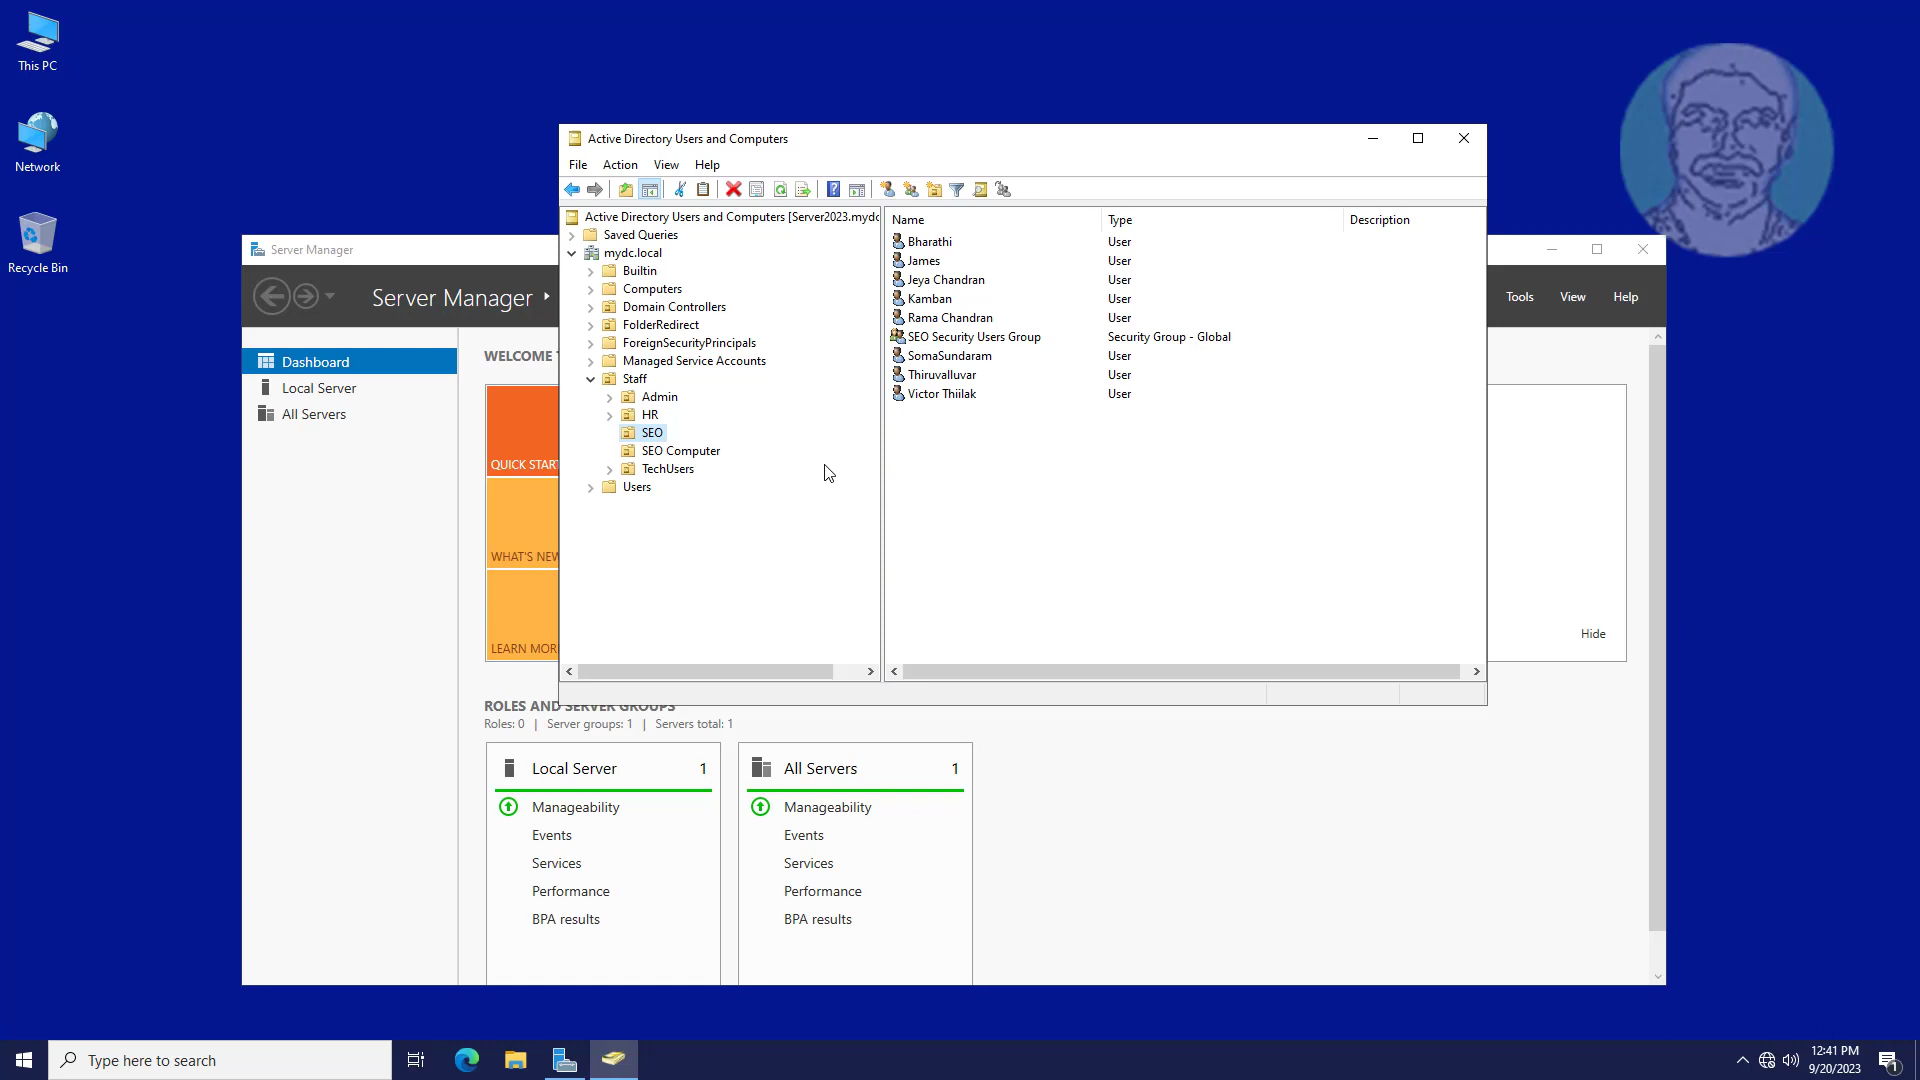 This PC
Network
Recycle Bin
Active Directory Users and Computers
File Action View Help
Active Directory Users and Computers [Server2023.mydc
Saved Queries
mydc.local
Builtin
Computers
Domain Controllers
FolderRedirect
ForeignSecurityPrincipals
Managed Service Accounts
Staff
Admin
HR
SEO
SEO Computer
TechUsers
Users
Name Type Description
Bharathi User
James User
Jeya Chandran User
Kamban User
Rama Chandran User
SEO Security Users Group Security Group - Global
SomaSundaram User
Thiruvalluvar User
Victor Thiilak User
Server Manager
Server Manager
Tools View Help
Dashboard
Local Server
All Servers
WELCOME
QUICK START
WHAT'S NEW
LEARN MOR
Hide
ROLES AND SERVER GROUPS
Roles: 0 | Server groups: 1 | Servers total: 1
Local Server 1
Manageability
Events
Services
Performance
BPA results
All Servers 1
Manageability
Events
Services
Performance
BPA results
Type here to search
12:41 PM
9/20/2023
1